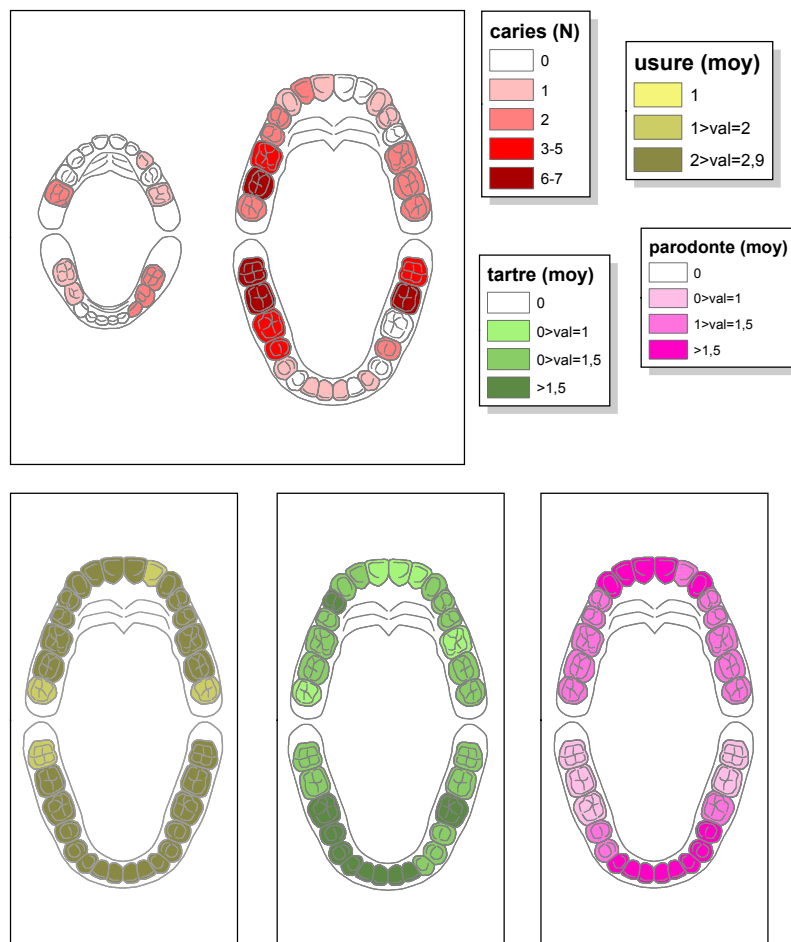 caries (N)
0
1
2
3-5
6-7
usure (moy)
1
1>val=2
2>val=2,9
tartre (moy)
0
0>val=1
0>val=1,5
>1,5
parodonte (moy)
0
0>val=1
1>val=1,5
>1,5